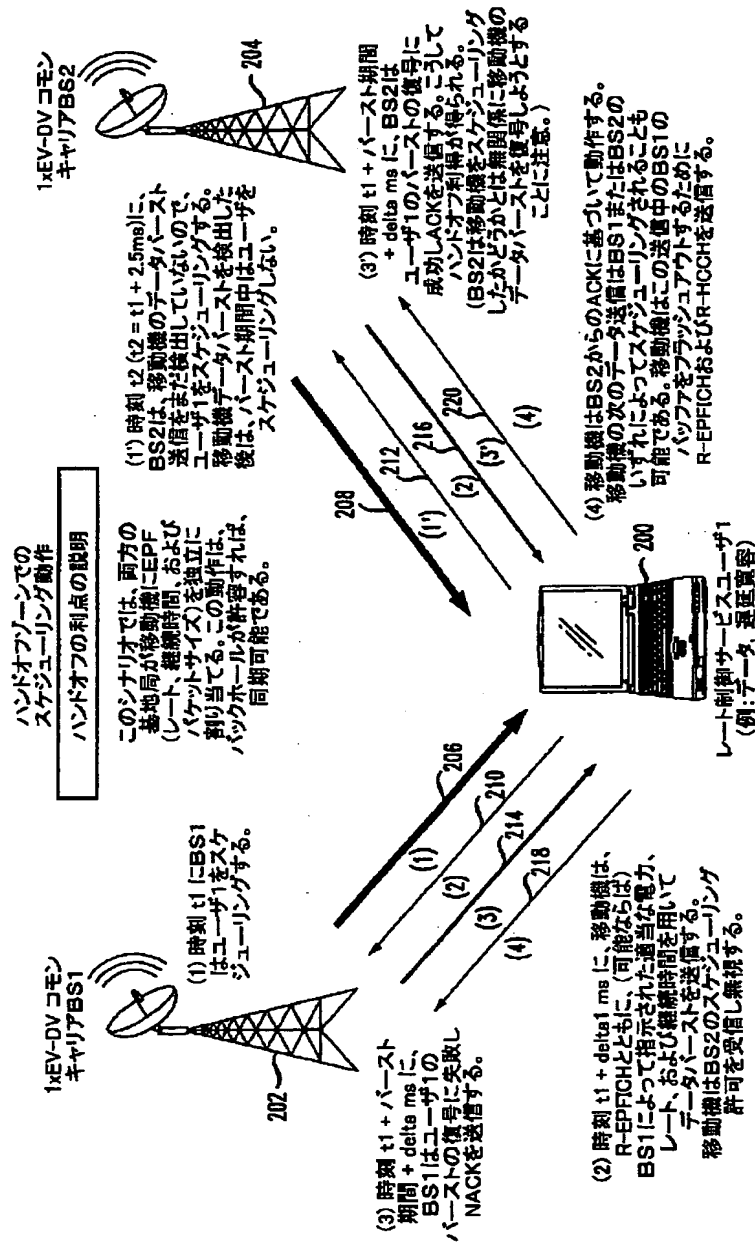 ハンドオフゾーンでの
スケジューリング動作
ハンドオフの利点の説明
このシナリオでは、両方の
基地局が移動機にEPF
(レート、継続時間、および
パケットサイズ)を独立に
割り当てる。この動作は、
バックホールが許容すれば、
同期可能である。
1xEV-DV コモン
キャリアBS1
202
(1) 時刻 t1 にBS1
はユーザ1をスケ
ジューリングする。
1xEV-DV コモン
キャリアBS2
204
(1') 時刻 t2 (t2 = t1 + 2.5ms)に、
BS2は、移動機のデータバースト
送信をまだ検出していないので、
ユーザ1をスケジューリングする。
移動機データバーストを検出した
後は、バースト期間中はユーザを
スケジューリングしない。
(3) 時刻 t1 + バースト
期間 + delta ms に、
BS1はユーザ1の
バーストの復号に失敗し
NACKを送信する。
(3') 時刻 t1 + バースト期間
+ delta ms に、BS2は
ユーザ1のバーストの復号に
成功しACKを送信する。こうして
ハンドオフ利得が得られる。
(BS2は移動機をスケジューリング
したかどうかとは無関係に移動機の
データバーストを復号しようとする
ことに注意。)
206
(1)
210
(2)
214
(3)
218
(4)
208
(1')
212
(2)
216
(3')
220
(4)
200
レート制御サービスユーザ1
(例:データ、遅延寛容)
(2) 時刻 t1 + delta1 ms に、移動機は、
R-EPFICHとともに、(可能ならば)
BS1によって指示された適当な電力、
レート、および継続時間を用いて
データバーストを送信する。
移動機はBS2のスケジューリング
許可を受信し無視する。
(4) 移動機はBS2からのACKに基づいて動作する。
移動機の次のデータ送信はBS1またはBS2の
いずれによってスケジューリングされることも
可能である。移動機はこの送信中のBS1の
バッファをフラッシュアウトするために
R-EPFICHおよびR-HCCHを送信する。